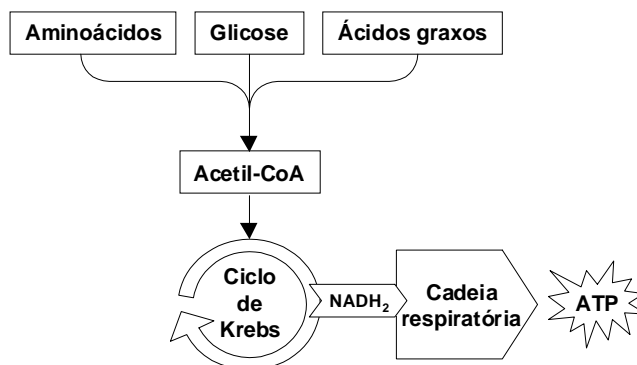 Aminoácidos
Glicose
Ácidos graxos
Acetil-CoA
Ciclo
de
Krebs
NADH₂
Cadeia
respiratória
ATP